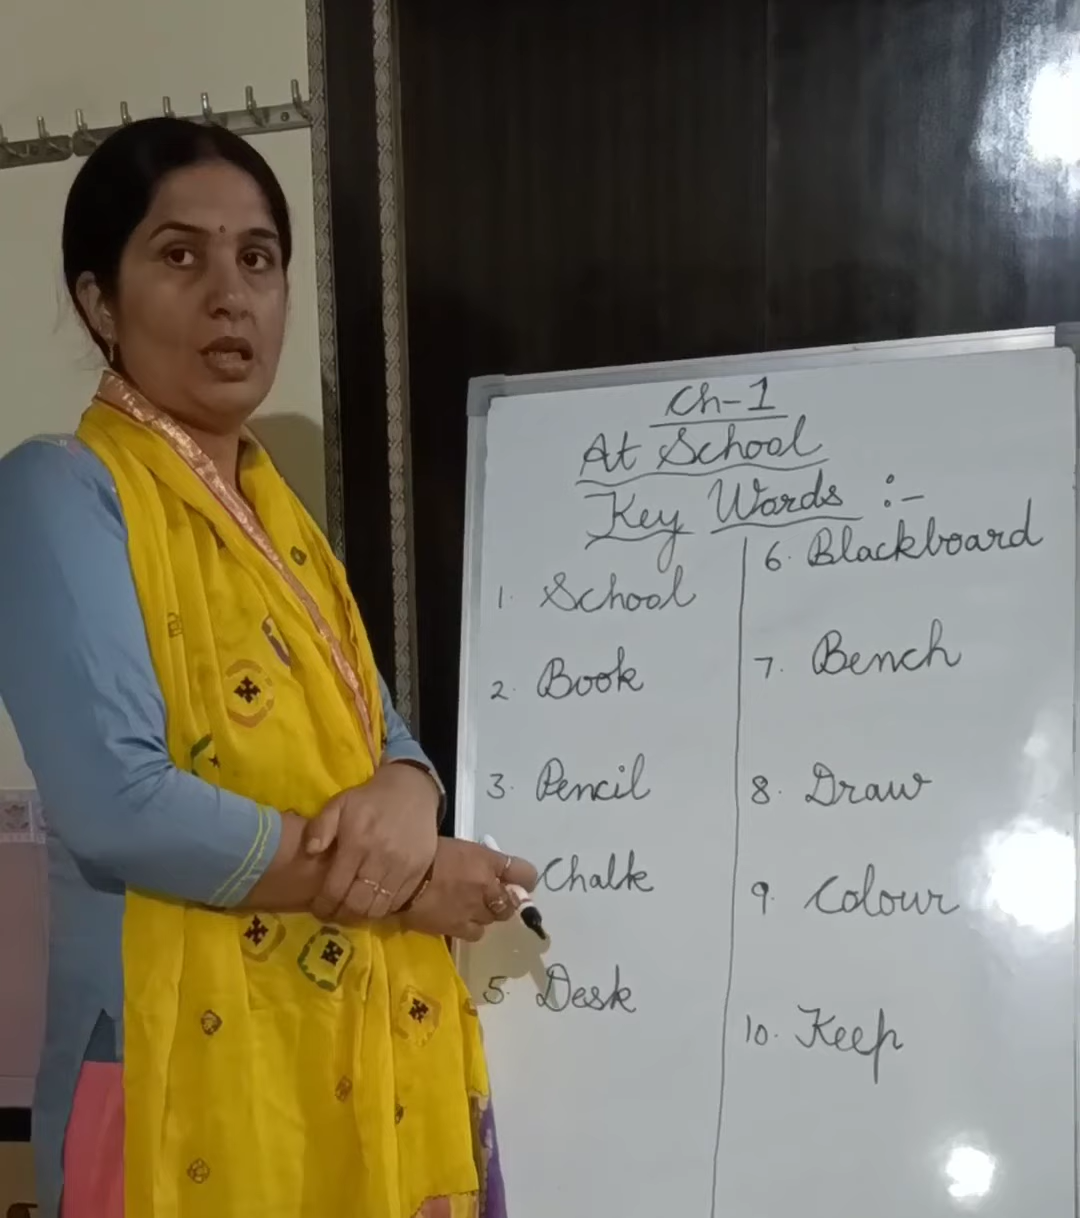 Ch-1
At School
Key Words :-
1. School
2. Book
3. Pencil
Chalk
5. Desk
6. Blackboard
7. Bench
8. Draw
9. Colour
10. Keep